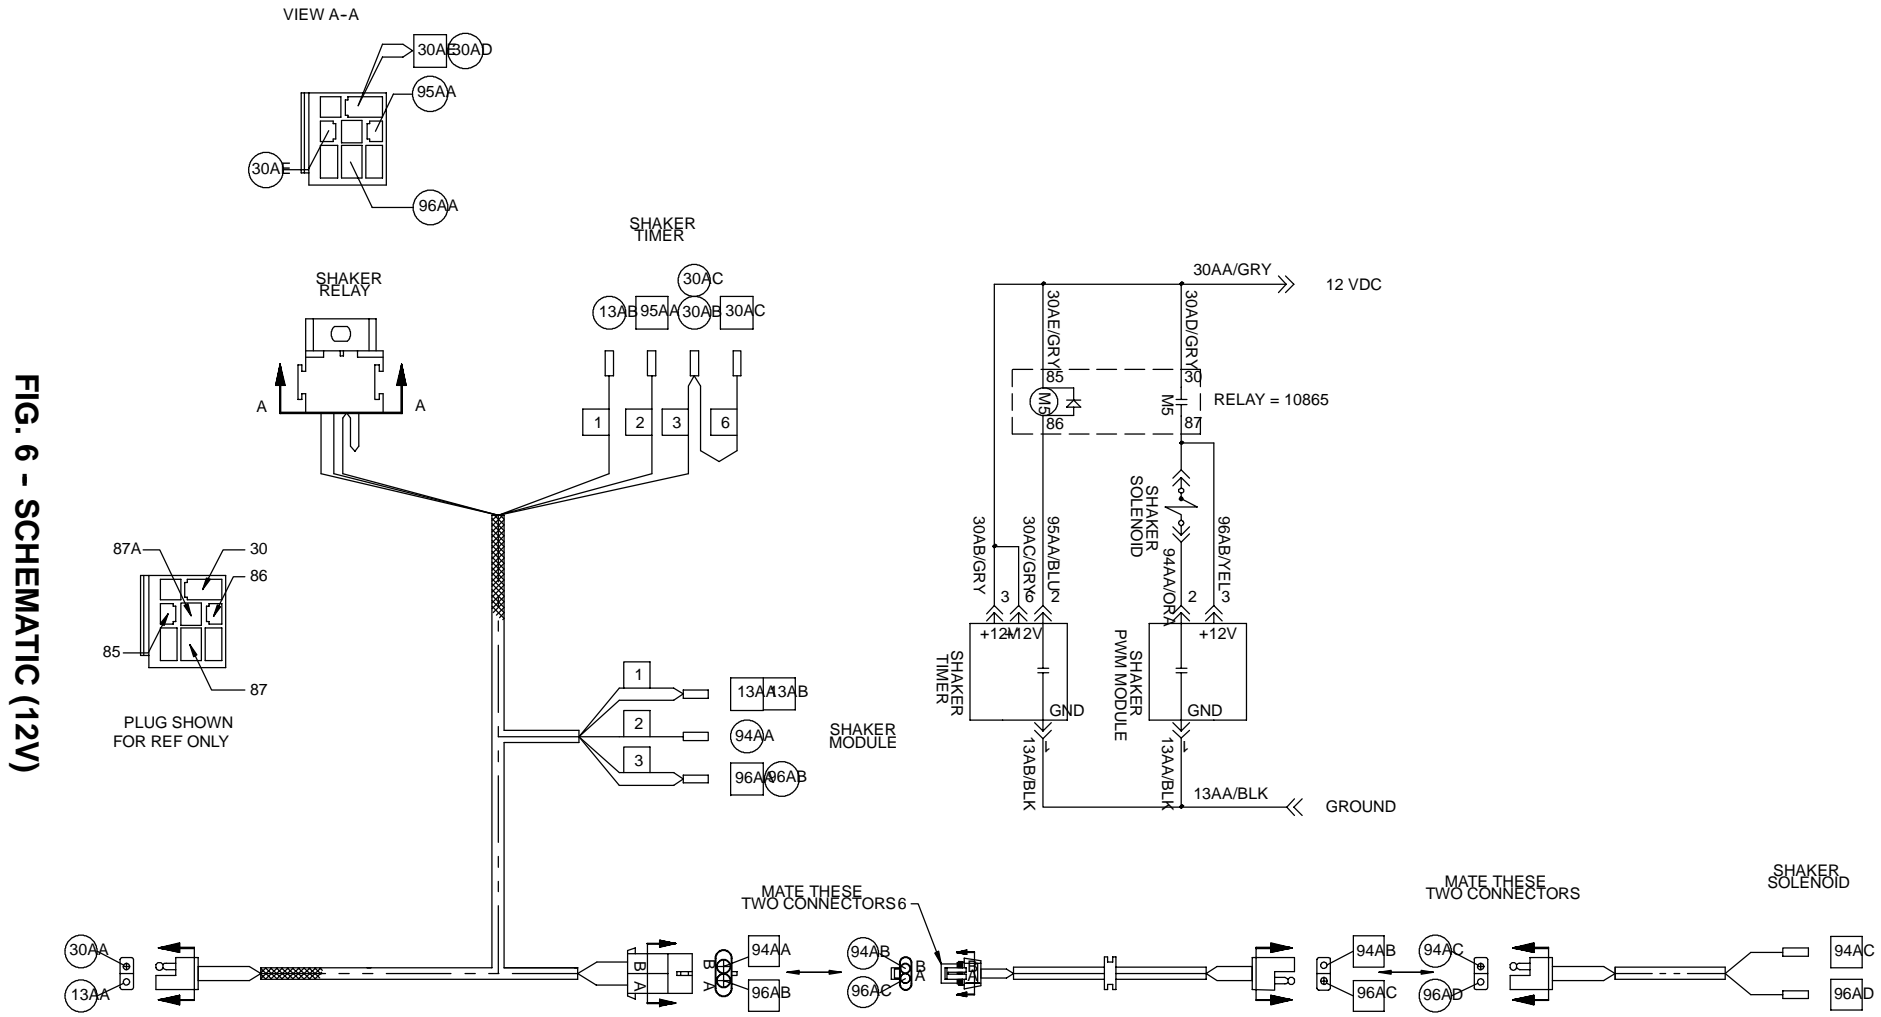 VIEW A-A
30AE 30AD
95AA
30AE
96AA
SHAKER
RELAY
A
A
SHAKER
TIMER
30AC
13AB 95AA 30AB 30AC
1 2 3 6
FIG. 6 - SCHEMATIC (12V)
87A
30
86
85
87
PLUG SHOWN
FOR REF ONLY
1
13AA 13AB
2
94AA
SHAKER
MODULE
3
96AA 96AB
30AA/GRY
12 VDC
30AE/GRY
30AD/GRY
85
30
M5
M5
RELAY = 10865
86
87
SHAKER
SOLENOID
30AB/GRY
30AC/GRY
95AA/BLU
94AA/ORA
96AB/YEL
3 6 2
2 3
+12V +12V
+12V
SHAKER
TIMER
SHAKER
PWM MODULE
GND
GND
1
1
13AB/BLK
13AA/BLK
13AA/BLK
GROUND
30AA
13AA
B
A
B
A
94AA
96AB
MATE THESE
TWO CONNECTORS
6
94AB
96AC
B
A
B
A
94AB
96AC
MATE THESE
TWO CONNECTORS
94AC
96AD
SHAKER
SOLENOID
94AC
96AD